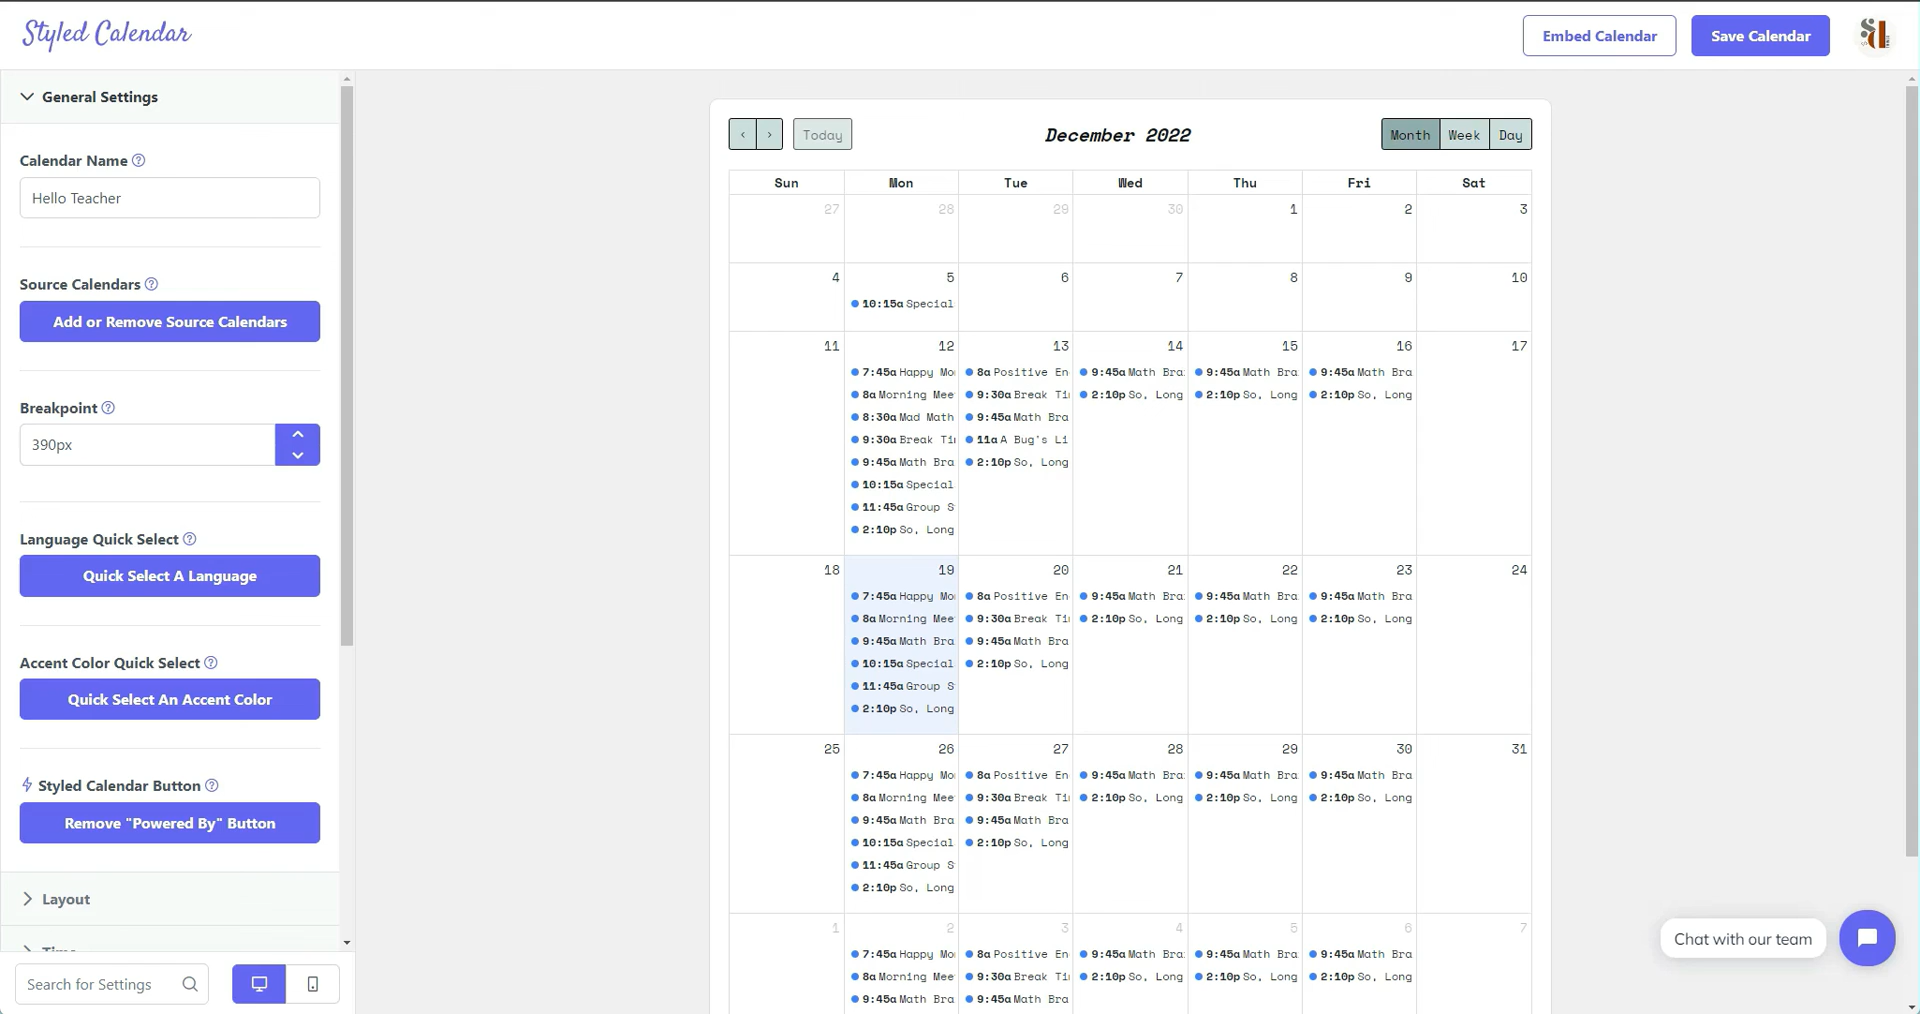 Styled Calendar
Embed Calendar
Save Calendar
General Settings
Calendar Name
Hello Teacher
Source Calendars
Add or Remove Source Calendars
Breakpoint
390px
Language Quick Select
Quick Select A Language
Accent Color Quick Select
Quick Select An Accent Color
Styled Calendar Button
Remove "Powered By" Button
Layout
Search for Settings
Today
December 2022
Month Week Day
Sun Mon Tue Wed Thu Fri Sat
27 28 29 30 1 2 3
4 5 6 7 8 9 10
10:15a Special
11 12 13 14 15 16 17
7:45a Happy Mo 8a Positive En 9:45a Math Bra 9:45a Math Bra 9:45a Math Bra
8a Morning Mee 9:30a Break Ti 2:10p So, Long 2:10p So, Long 2:10p So, Long
8:30a Mad Math 9:45a Math Bra
9:30a Break Ti 11a A Bug's Li
9:45a Math Bra 2:10p So, Long
10:15a Special
11:45a Group S
2:10p So, Long
18 19 20 21 22 23 24
7:45a Happy Mo 8a Positive En 9:45a Math Bra 9:45a Math Bra 9:45a Math Bra
8a Morning Mee 9:30a Break Ti 2:10p So, Long 2:10p So, Long 2:10p So, Long
9:45a Math Bra 9:45a Math Bra
10:15a Special 2:10p So, Long
11:45a Group S
2:10p So, Long
25 26 27 28 29 30 31
7:45a Happy Mo 8a Positive En 9:45a Math Bra 9:45a Math Bra 9:45a Math Bra
8a Morning Mee 9:30a Break Ti 2:10p So, Long 2:10p So, Long 2:10p So, Long
9:45a Math Bra 9:45a Math Bra
10:15a Special 2:10p So, Long
11:45a Group S
2:10p So, Long
1 2 3 4 5 6 7
7:45a Happy Mo 8a Positive En 9:45a Math Bra 9:45a Math Bra 9:45a Math Bra
8a Morning Mee 9:30a Break Ti 2:10p So, Long 2:10p So, Long 2:10p So, Long
9:45a Math Bra 9:45a Math Bra
Chat with our team